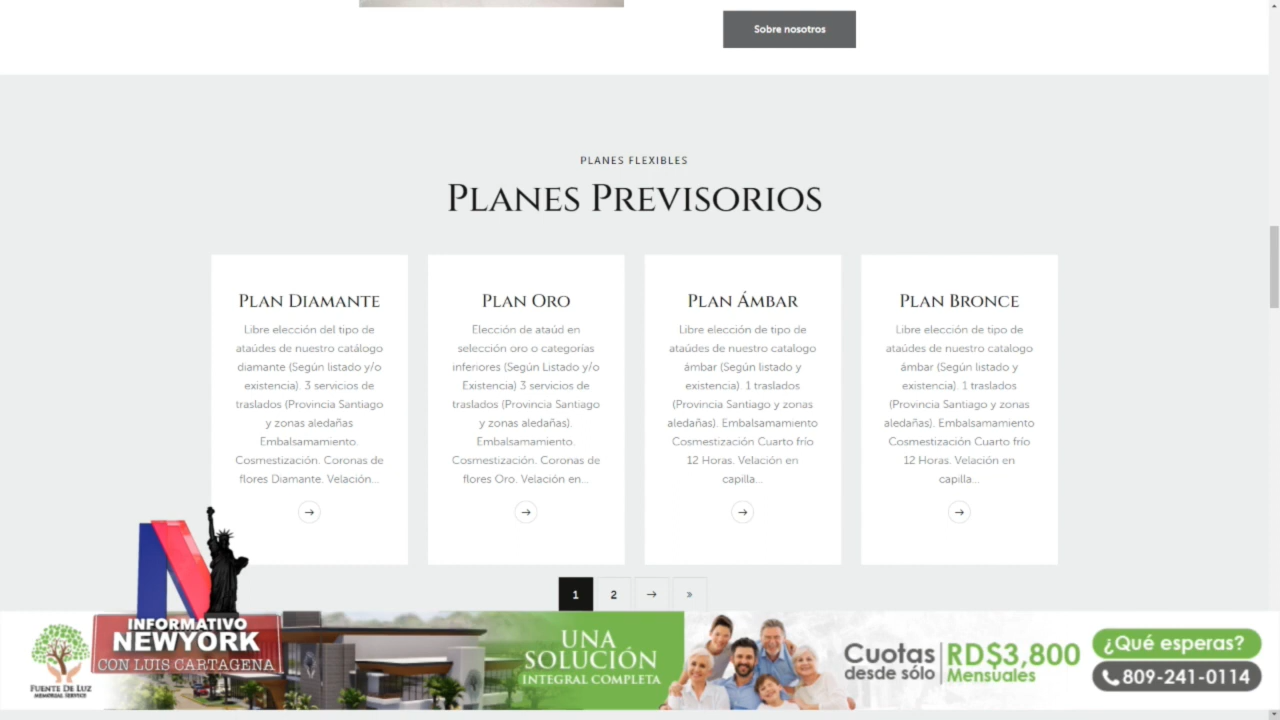 Sobre nosotros
PLANES FLEXIBLES
PLANES PREVISORIOS
PLAN DIAMANTE
Libre elección del tipo de
ataúdes de nuestro catálogo
diamante (Según listado y/o
existencia). 3 servicios de
traslados (Provincia Santiago
y zonas aledañas
Embalsamamiento.
Cosmestización. Coronas de
flores Diamante. Velación...
→
PLAN ORO
Elección de ataúd en
selección oro o categorías
inferiores (Según Listado y/o
Existencia) 3 servicios de
traslados (Provincia Santiago
y zonas aledañas).
Embalsamamiento.
Cosmestización. Coronas de
flores Oro. Velación en...
→
PLAN ÁMBAR
Libre elección de tipo de
ataúdes de nuestro catalogo
ámbar (Según listado y
existencia). 1 traslados
(Provincia Santiago y zonas
aledañas). Embalsamamiento
Cosmestización Cuarto frío
12 Horas. Velación en
capilla...
→
PLAN BRONCE
Libre elección de tipo de
ataúdes de nuestro catalogo
ámbar (Según listado y
existencia). 1 traslados
(Provincia Santiago y zonas
aledañas). Embalsamamiento
Cosmestización Cuarto frío
12 Horas. Velación en
capilla...
→
1 2 → »
N
INFORMATIVO
NEWYORK
CON LUIS CARTAGENA
FUENTE DE LUZ
MEMORIAL SERVICE
UNA
SOLUCIÓN
INTEGRAL COMPLETA
Cuotas
desde sólo
RD$3,800
Mensuales
¿Qué esperas?
809-241-0114